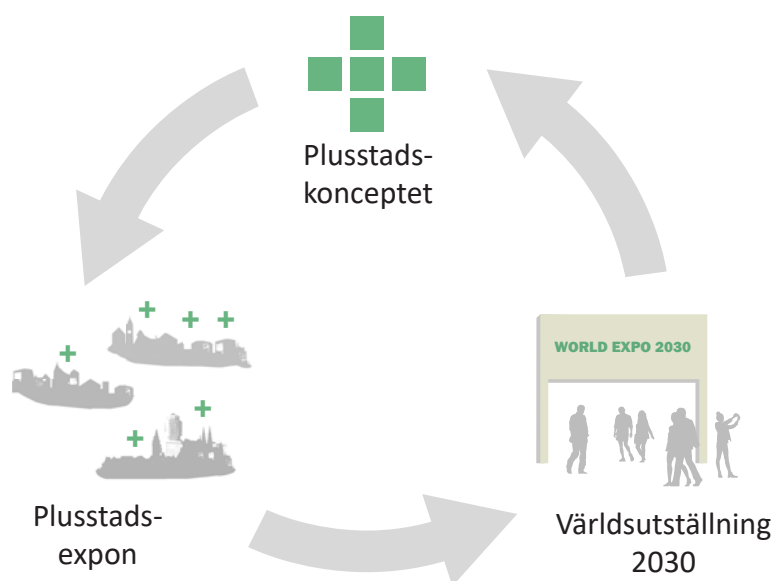 Plusstads-
konceptet
WORLD EXPO 2030
Plusstads-
expon
Världsutställning
2030